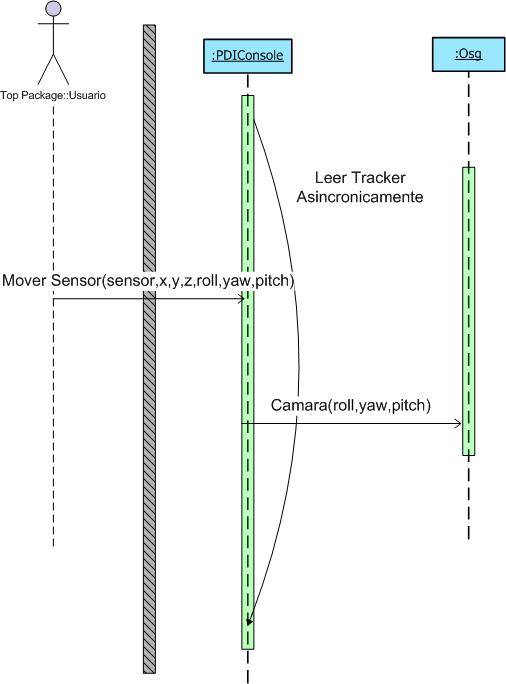 :PDIConsole
:Osg
Top Package::Usuario
Leer Tracker
Asincronicamente
Mover Sensor(sensor,x,y,z,roll,yaw,pitch)
Camara(roll,yaw,pitch)